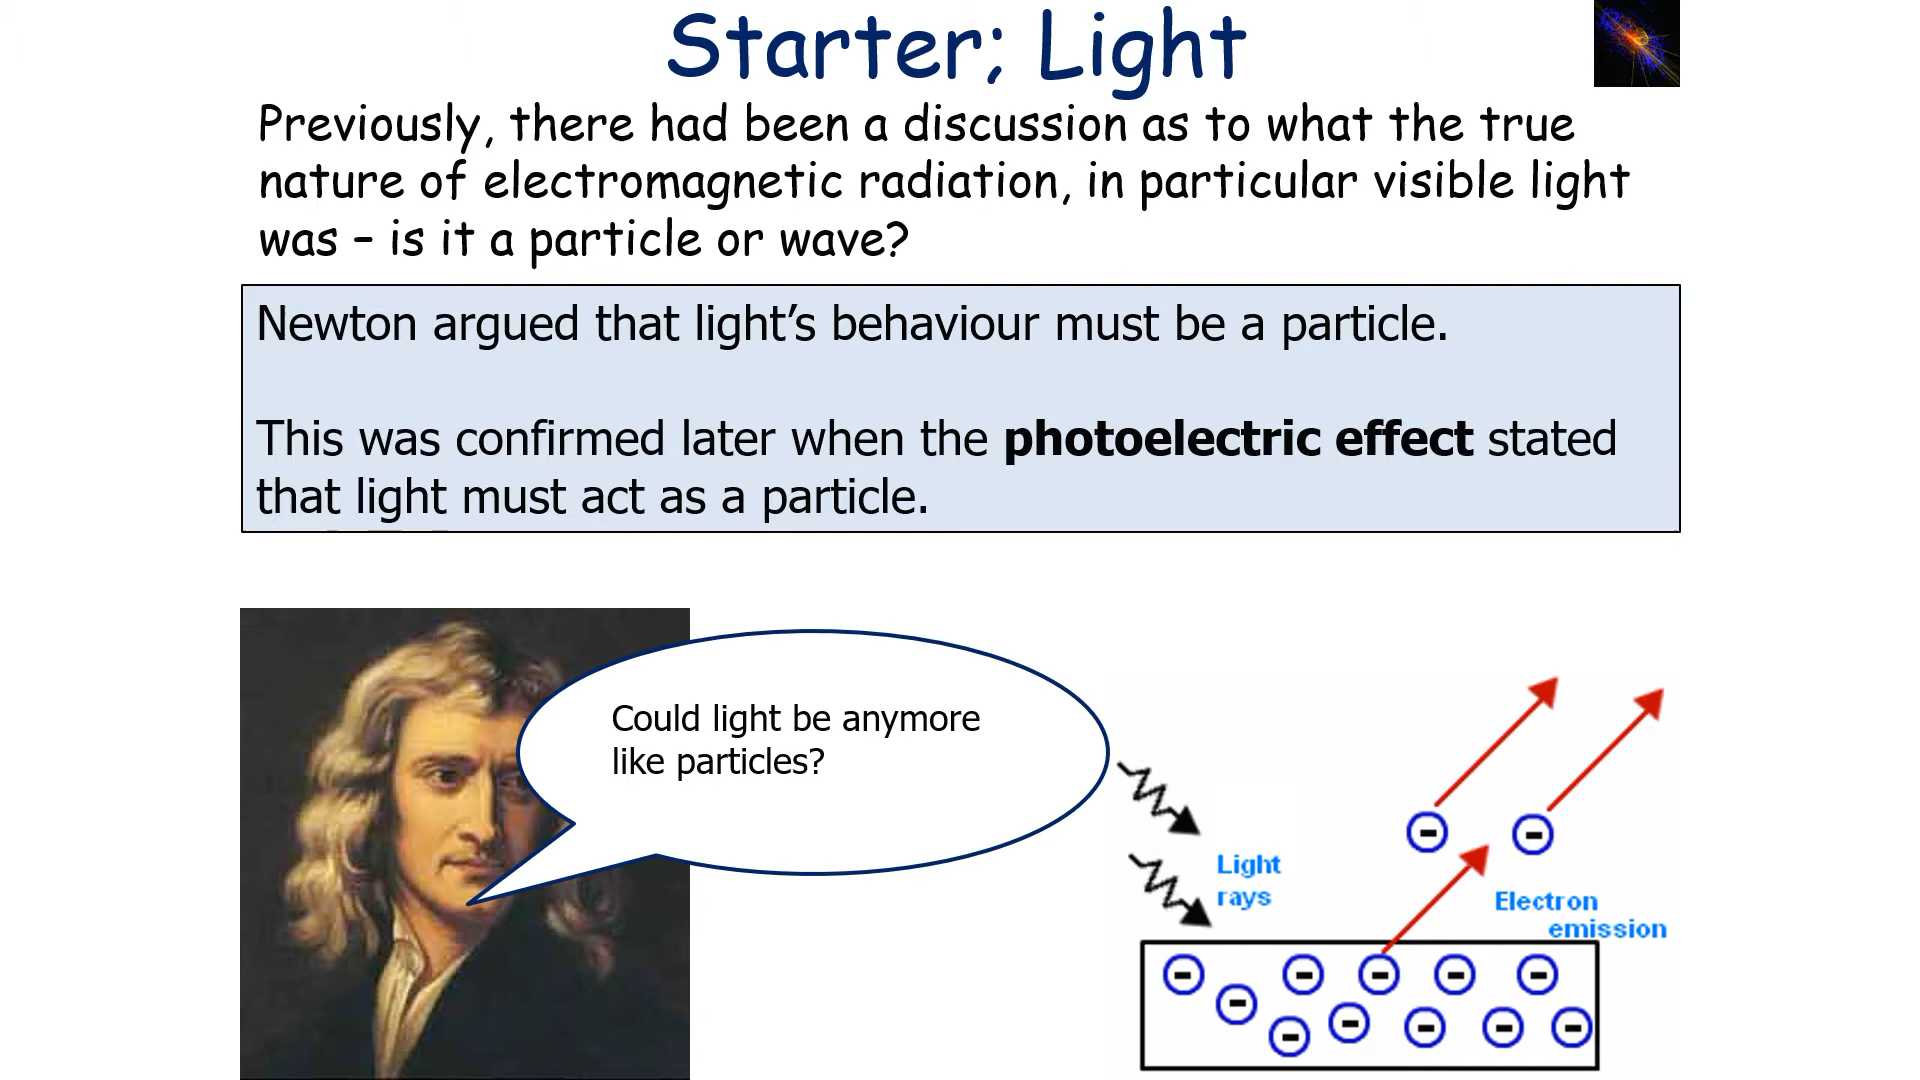 Starter; Light
Previously, there had been a discussion as to what the true
nature of electromagnetic radiation, in particular visible light
was – is it a particle or wave?
Newton argued that light’s behaviour must be a particle.
This was confirmed later when the photoelectric effect stated
that light must act as a particle.
Could light be anymore
like particles?
Light
rays
Electron
emission